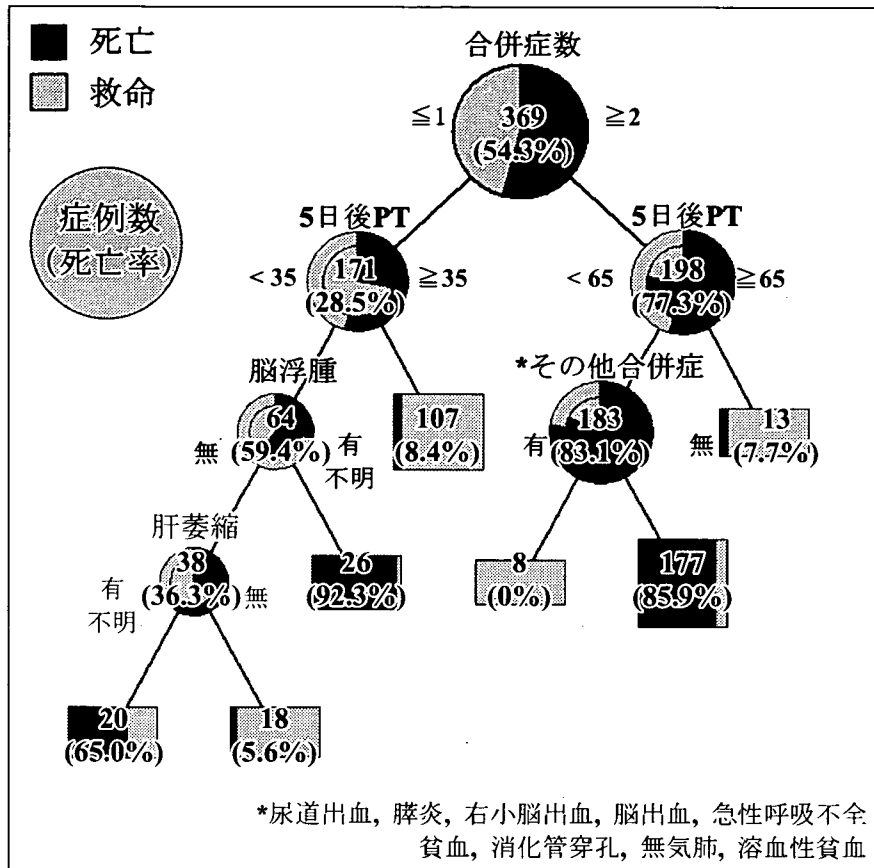 死亡
救命
症例数
(死亡率)
合併症数
≦1
369
(54.3%)
≧2
5日後PT
<35
171
(28.5%)
≧35
5日後PT
<65
198
(77.3%)
≧65
脳浮腫
無
64
(59.4%)
有
不明
107
(8.4%)
*その他合併症
有
183
(83.1%)
無
13
(7.7%)
肝萎縮
有
不明
38
(36.3%)
無
26
(92.3%)
8
(0%)
177
(85.9%)
20
(65.0%)
18
(5.6%)
*尿道出血, 膵炎, 右小脳出血, 脳出血, 急性呼吸不全
貧血, 消化管穿孔, 無気肺, 溶血性貧血